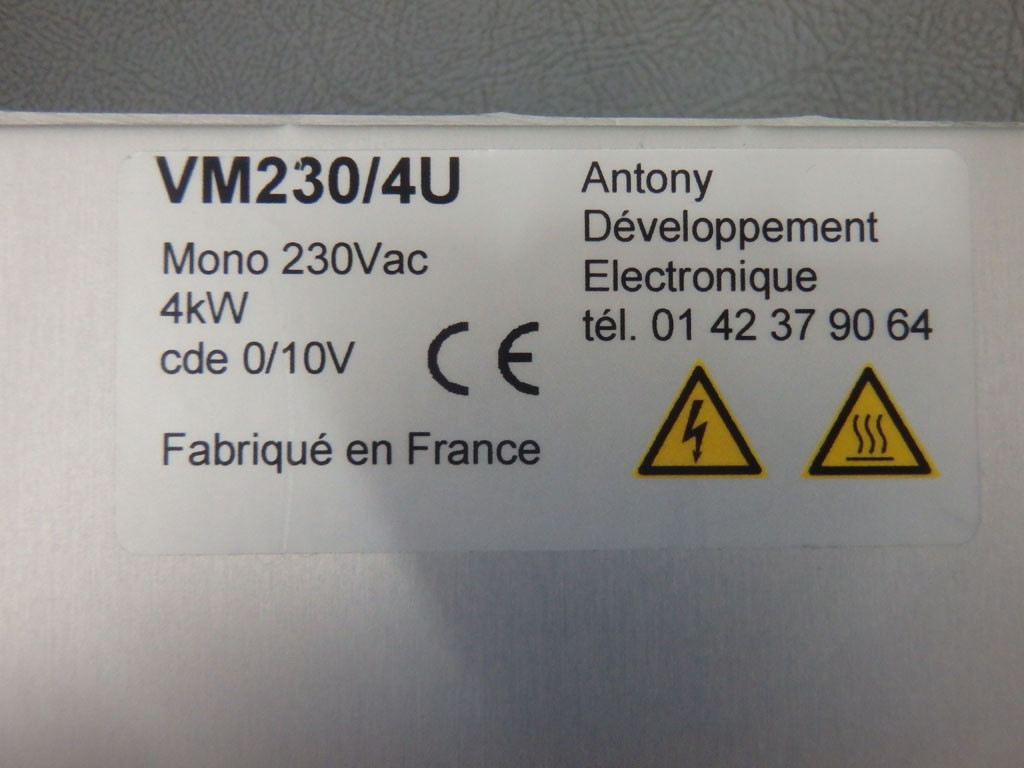 VM230/4U
Mono 230Vac
4kW
cde 0/10V
CE
Fabriqué en France
Antony
Développement
Electronique
tél. 01 42 37 90 64